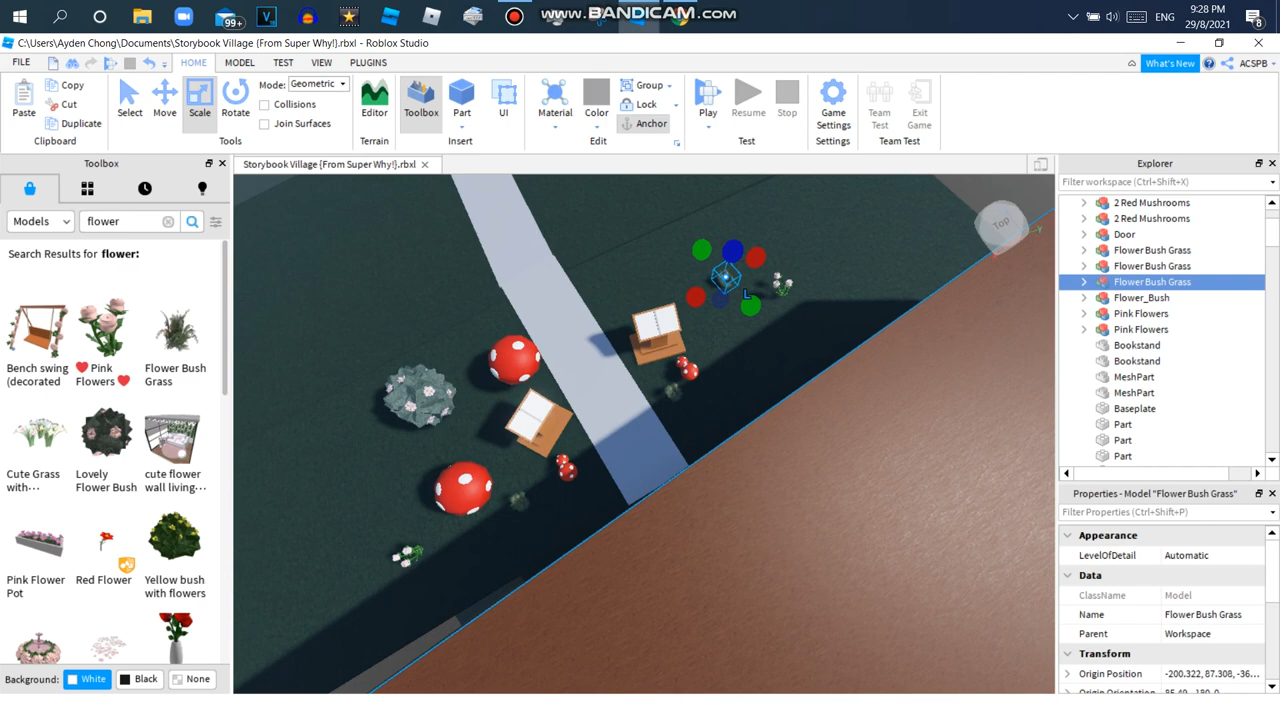 www.BANDICAM.com
99+
ENG
9:28 PM
29/8/2021
8
C:\Users\Ayden Chong\Documents\Storybook Village {From Super Why!}.rbxl - Roblox Studio
FILE HOME MODEL TEST VIEW PLUGINS
What's New
ACSPB
Paste
Copy
Cut
Duplicate
Clipboard
Select Move Scale Rotate
Mode: Geometric
Collisions
Join Surfaces
Tools
Editor
Terrain
Toolbox Part UI
Insert
Material Color
Group
Lock
Anchor
Edit
Play Resume Stop
Test
Game Settings
Settings
Team Test
Exit Game
Team Test
Toolbox
Storybook Village {From Super Why!}.rbxl
Explorer
Models
flower
Search Results for flower:
Bench swing (decorated
Pink Flowers
Flower Bush Grass
Cute Grass with…
Lovely Flower Bush
cute flower wall living…
Pink Flower Pot
Red Flower
Yellow bush with flowers
Background: White Black None
Top
Y
L
Filter workspace (Ctrl+Shift+X)
2 Red Mushrooms
2 Red Mushrooms
Door
Flower Bush Grass
Flower Bush Grass
Flower Bush Grass
Flower_Bush
Pink Flowers
Pink Flowers
Bookstand
Bookstand
MeshPart
MeshPart
Baseplate
Part
Part
Part
Properties - Model "Flower Bush Grass"
Filter Properties (Ctrl+Shift+P)
Appearance
LevelOfDetail Automatic
Data
ClassName Model
Name Flower Bush Grass
Parent Workspace
Transform
Origin Position -200.322, 87.308, -36...